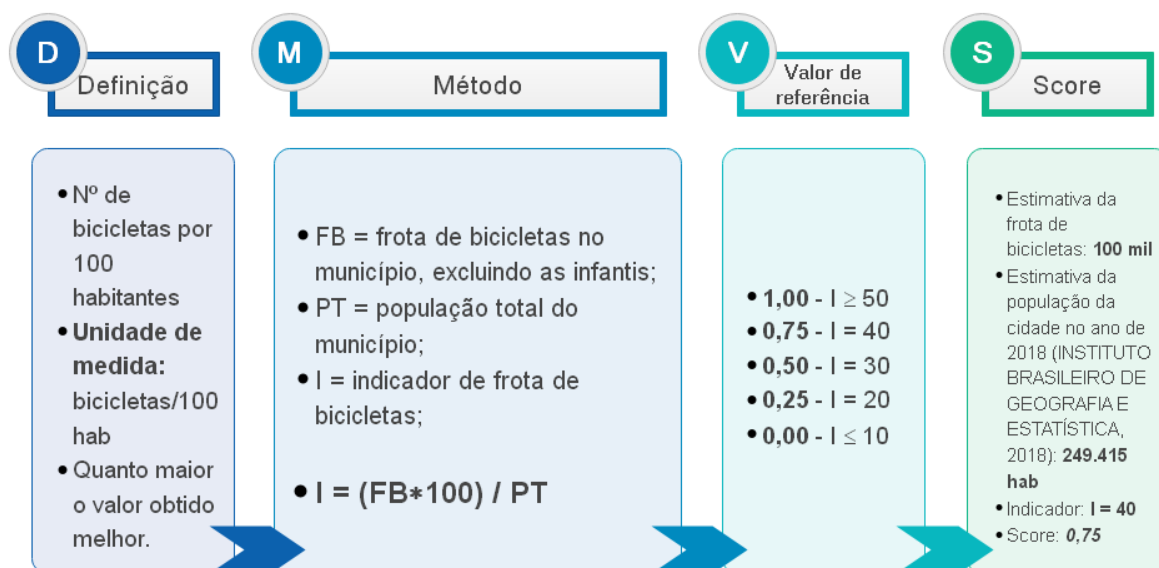 D
Definição
M
Método
V
Valor de
referência
S
Score
• Nº de
bicicletas por
100
habitantes
• Unidade de
medida:
bicicletas/100
hab
• Quanto maior
o valor obtido
melhor.
• FB = frota de bicicletas no
município, excluindo as infantis;
• PT = população total do
município;
• I = indicador de frota de
bicicletas;
• I = (FB*100) / PT
• 1,00 - I ≥ 50
• 0,75 - I = 40
• 0,50 - I = 30
• 0,25 - I = 20
• 0,00 - I ≤ 10
• Estimativa da
frota de
bicicletas: 100 mil
• Estimativa da
população da
cidade no ano de
2018 (INSTITUTO
BRASILEIRO DE
GEOGRAFIA E
ESTATÍSTICA,
2018): 249.415
hab
• Indicador: I = 40
• Score: 0,75